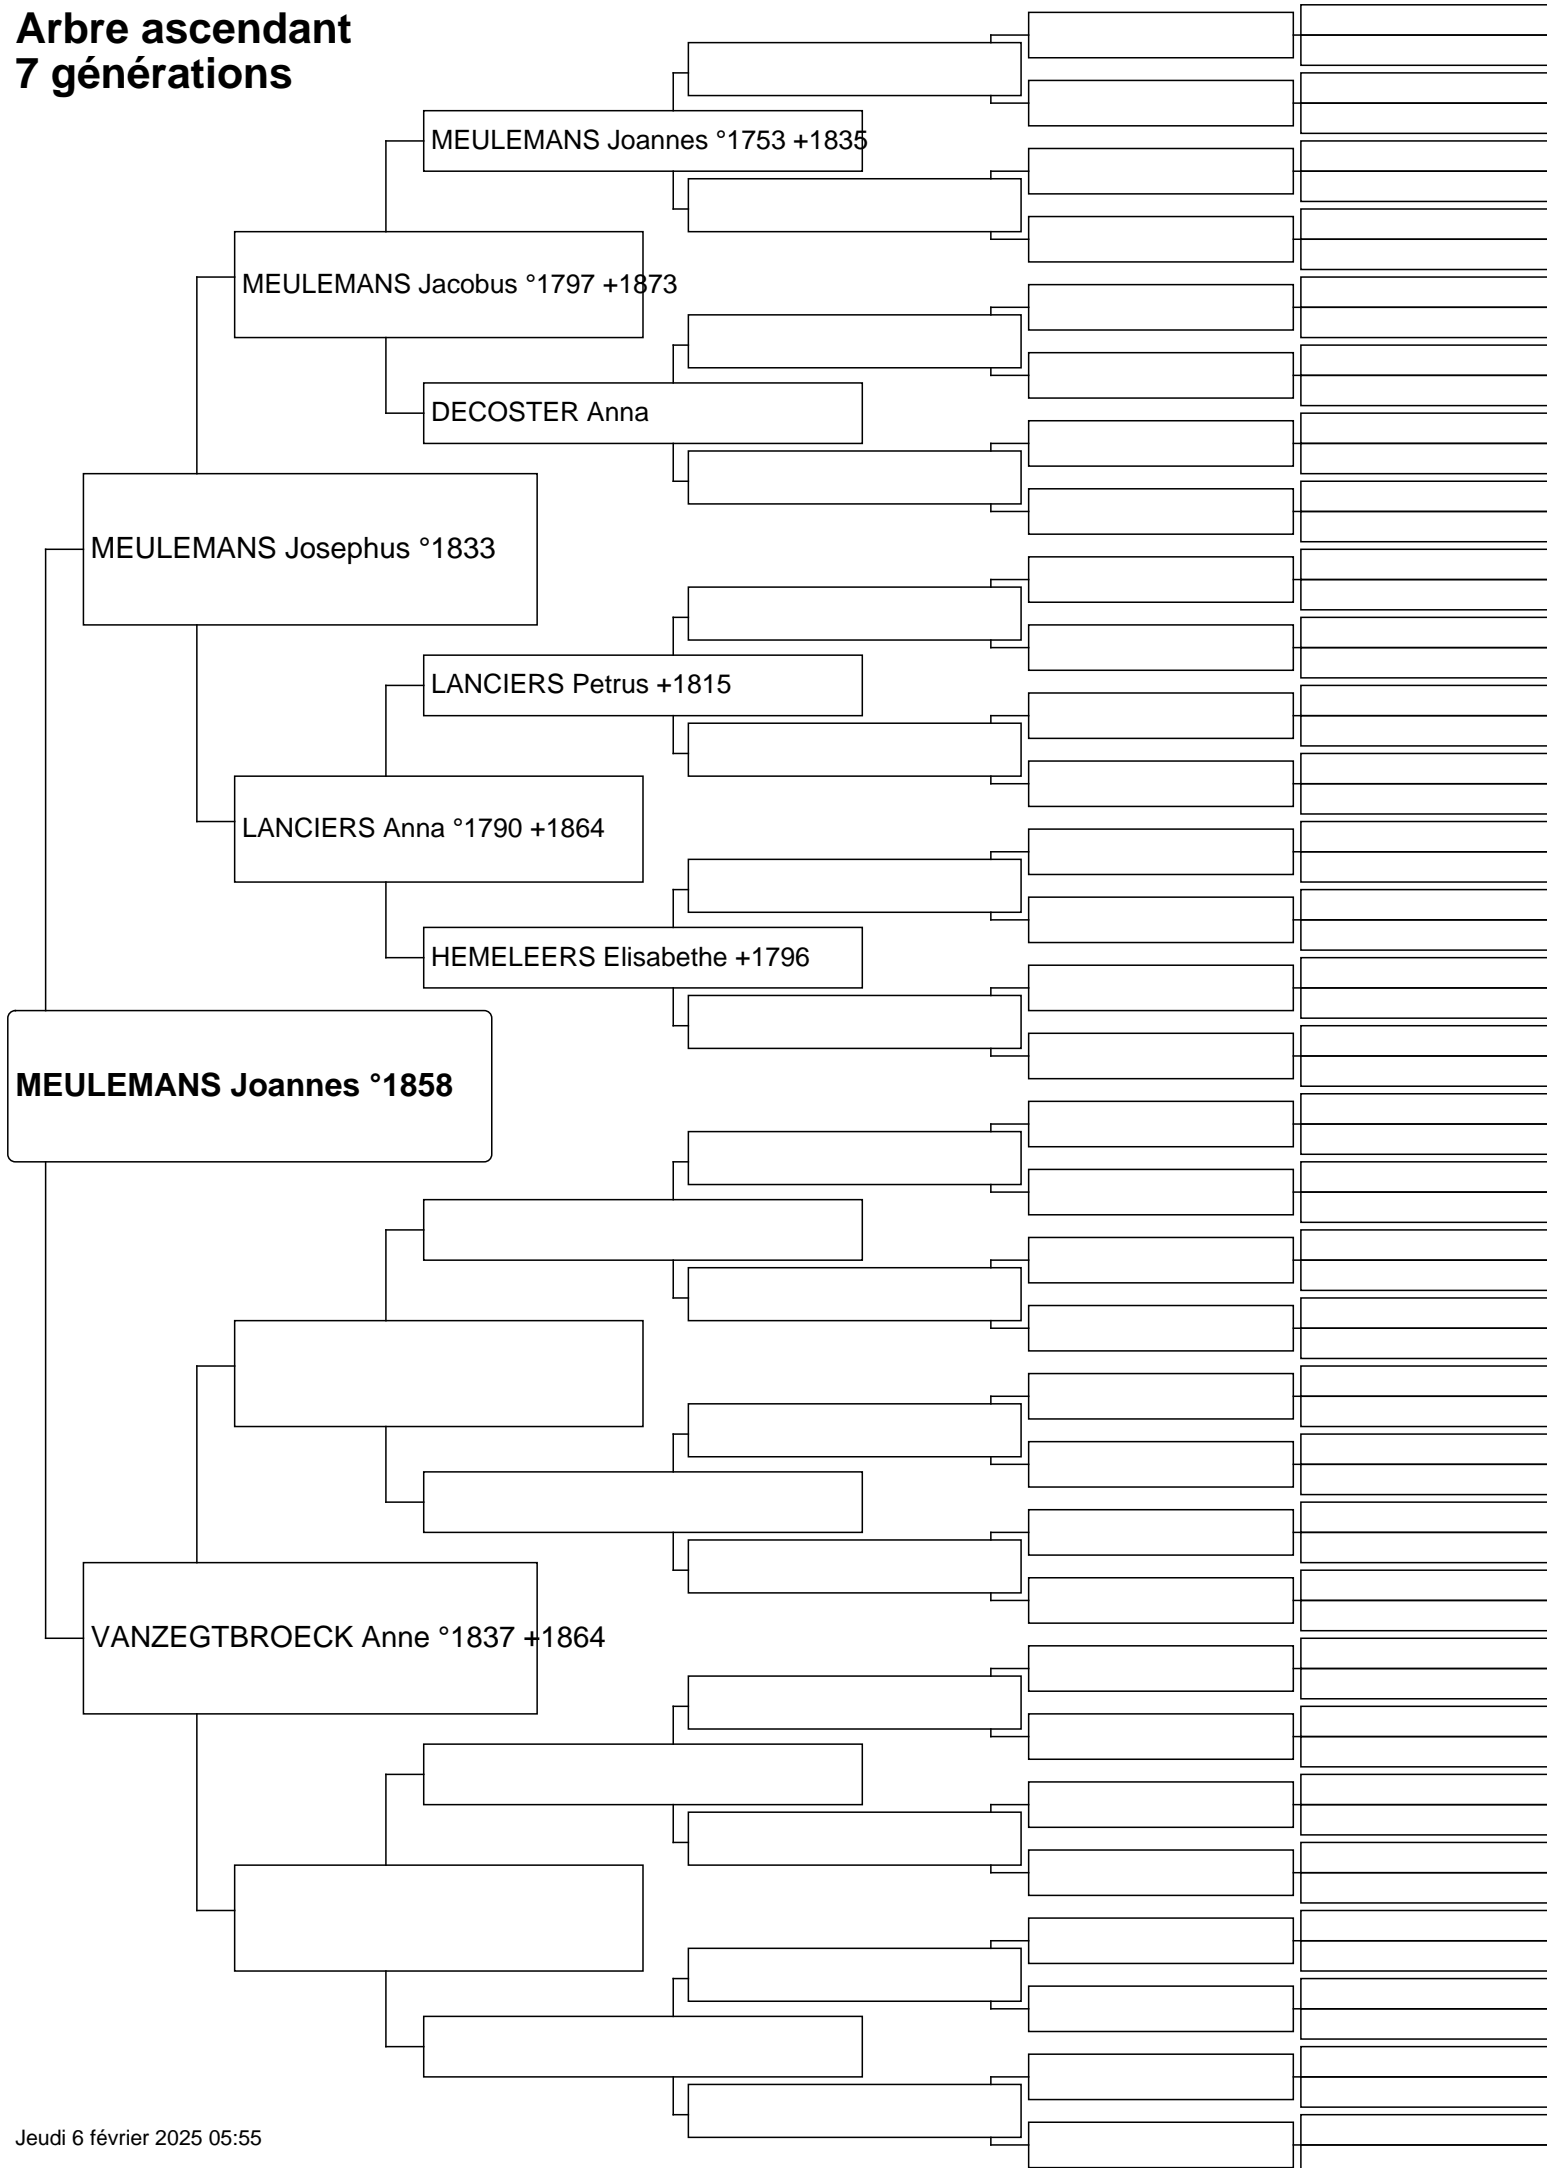 Arbre ascendant
7 générations
MEULEMANS Joannes °1753 +1835
MEULEMANS Jacobus °1797 +1873
DECOSTER Anna
MEULEMANS Josephus °1833
LANCIERS Petrus +1815
LANCIERS Anna °1790 +1864
HEMELEERS Elisabethe +1796
MEULEMANS Joannes °1858
VANZEGTBROECK Anne °1837 +1864
Jeudi 6 février 2025 05:55